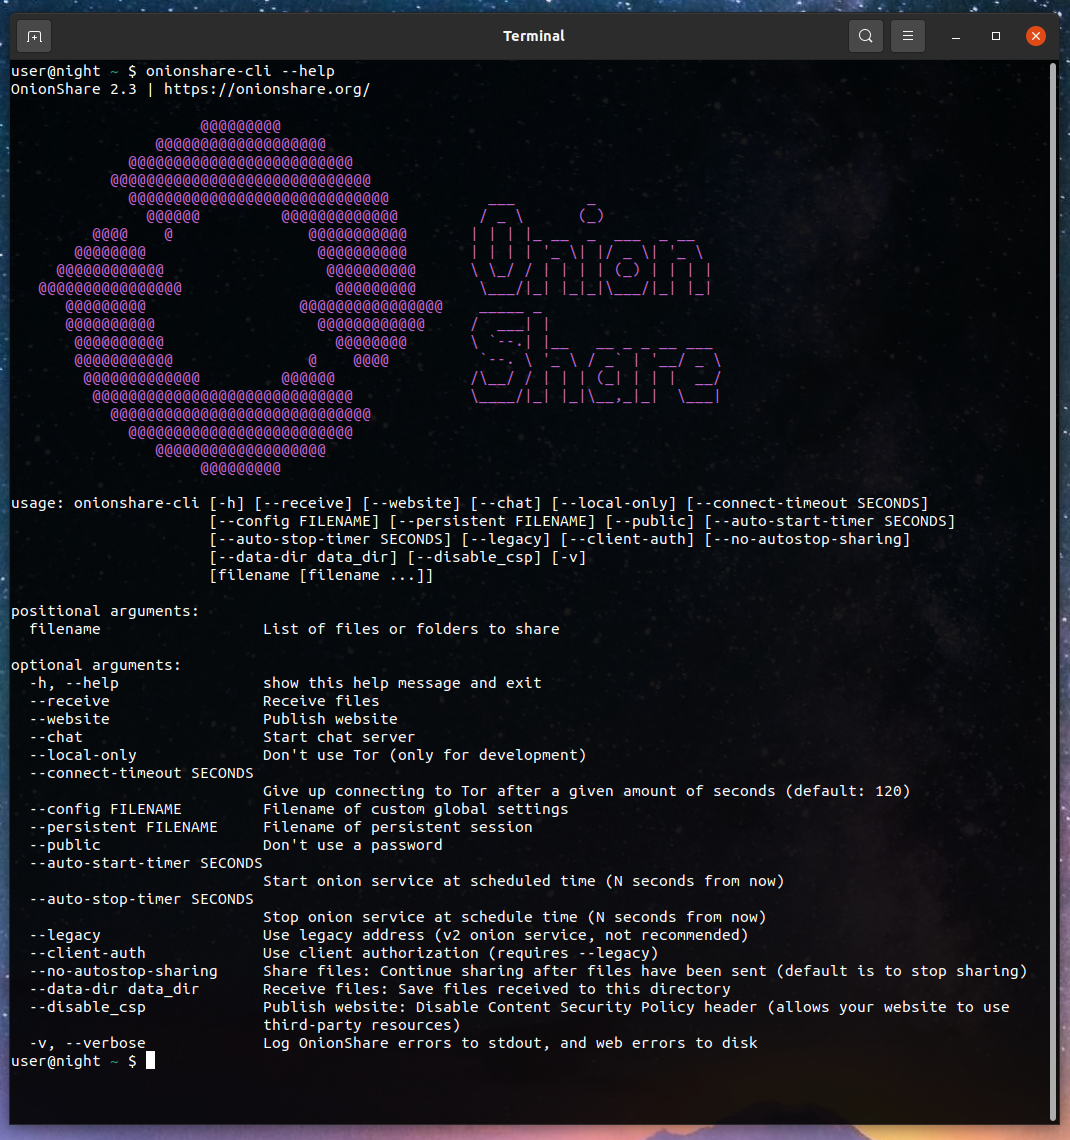 Terminal
user@night ~ $ onionshare-cli --help
OnionShare 2.3 | https://onionshare.org/
Onion
Share
usage: onionshare-cli [-h] [--receive] [--website] [--chat] [--local-only] [--connect-timeout SECONDS]
[--config FILENAME] [--persistent FILENAME] [--public] [--auto-start-timer SECONDS]
[--auto-stop-timer SECONDS] [--legacy] [--client-auth] [--no-autostop-sharing]
[--data-dir data_dir] [--disable_csp] [-v]
[filename [filename ...]]
positional arguments:
filename List of files or folders to share
optional arguments:
-h, --help show this help message and exit
--receive Receive files
--website Publish website
--chat Start chat server
--local-only Don't use Tor (only for development)
--connect-timeout SECONDS
Give up connecting to Tor after a given amount of seconds (default: 120)
--config FILENAME Filename of custom global settings
--persistent FILENAME Filename of persistent session
--public Don't use a password
--auto-start-timer SECONDS
Start onion service at scheduled time (N seconds from now)
--auto-stop-timer SECONDS
Stop onion service at schedule time (N seconds from now)
--legacy Use legacy address (v2 onion service, not recommended)
--client-auth Use client authorization (requires --legacy)
--no-autostop-sharing Share files: Continue sharing after files have been sent (default is to stop sharing)
--data-dir data_dir Receive files: Save files received to this directory
--disable_csp Publish website: Disable Content Security Policy header (allows your website to use
third-party resources)
-v, --verbose Log OnionShare errors to stdout, and web errors to disk
user@night ~ $